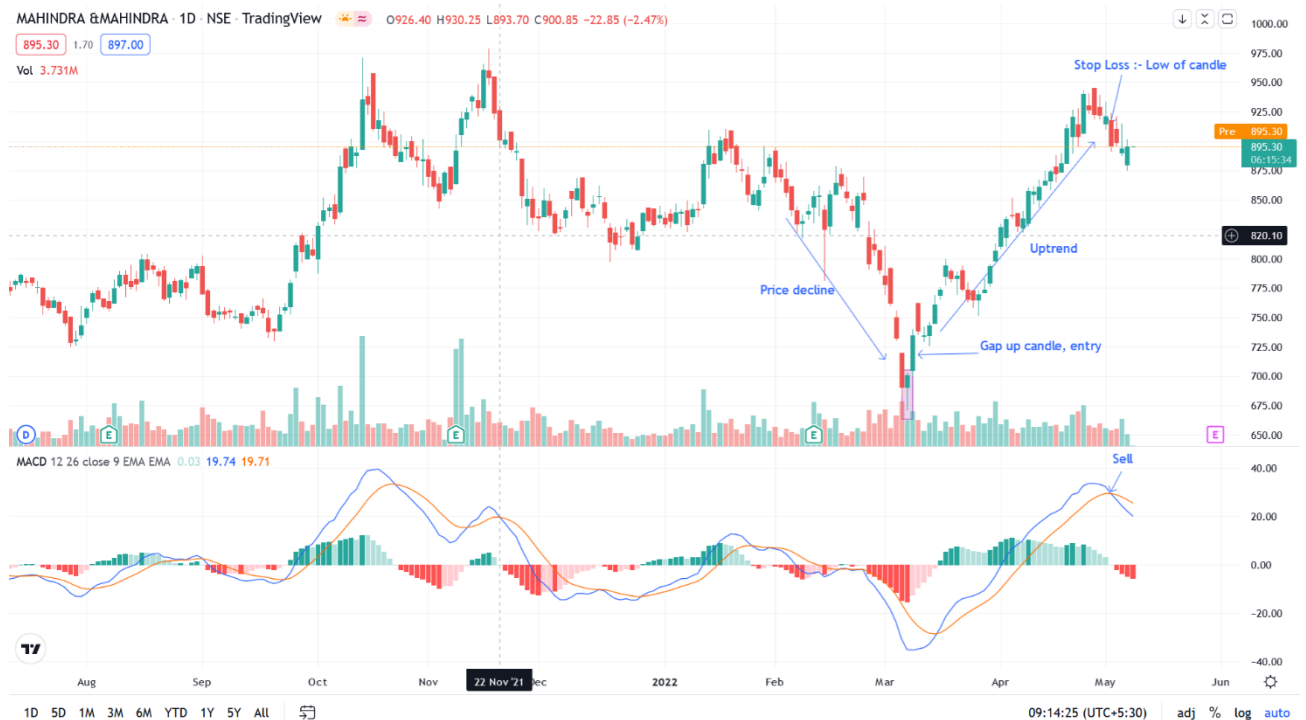 MAHINDRA &MAHINDRA · 1D · NSE · TradingView O926.40 H930.25 L893.70 C900.85 −22.85 (−2.47%)
895.30 1.70 897.00
Vol 3.731M
1000.00
975.00
950.00
925.00
Pre 895.30
895.30
06:15:34
875.00
850.00
820.10
800.00
775.00
750.00
725.00
700.00
675.00
650.00
Stop Loss :- Low of candle
Uptrend
Price decline
Gap up candle, entry
D E E E E
MACD 12 26 close 9 EMA EMA 0.03 19.74 19.71
Sell
40.00
20.00
0.00
−20.00
−40.00
Aug Sep Oct Nov 22 Nov '21 Dec 2022 Feb Mar Apr May Jun
1D 5D 1M 3M 6M YTD 1Y 5Y All 09:14:25 (UTC+5:30) adj % log auto